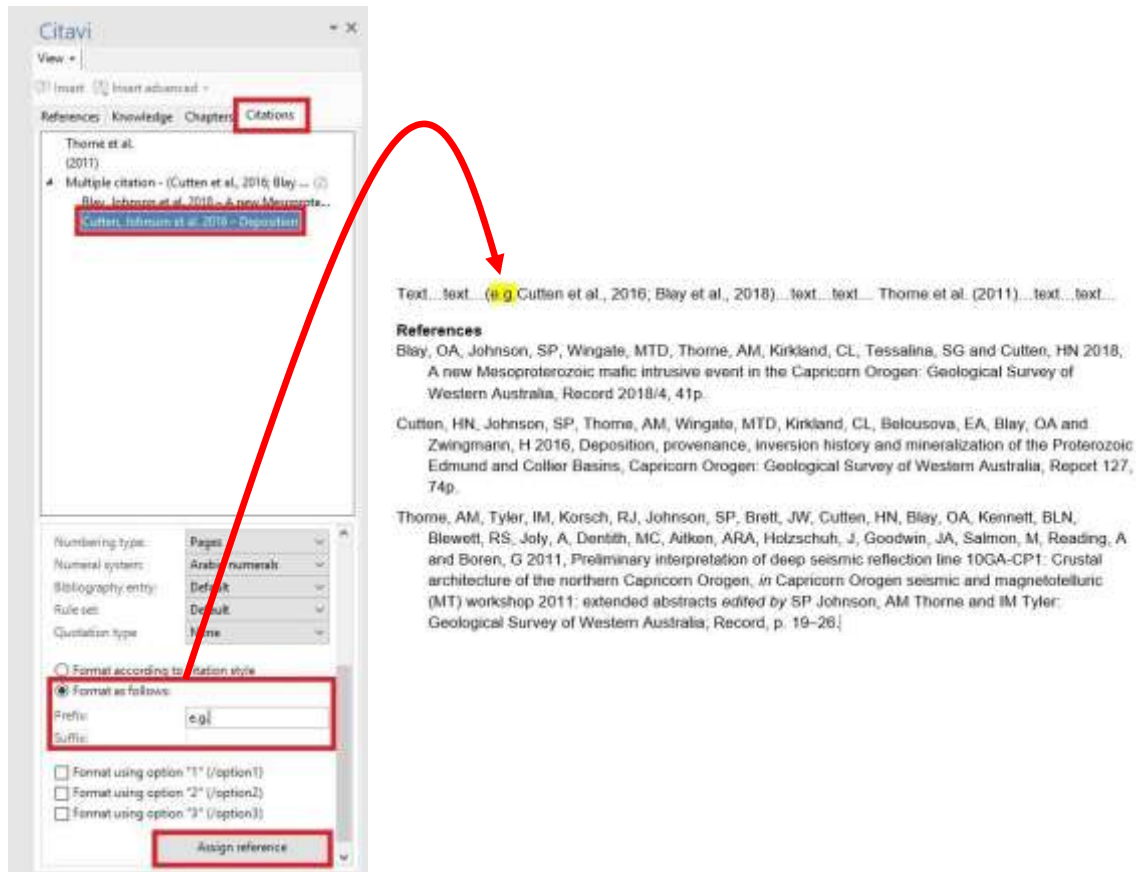 Citavi
View
Insert Insert advanced
References Knowledge Chapters Citations
Thorne et al.
(2011)
Multiple citation - (Cutten et al., 2016; Blay ... (2)
Blay, Johnson et al. 2018 - A new Mesoprote...
Cutten, Johnson et al. 2016 - Deposition
Numbering type: Pages
Numeral system: Arabic numerals
Bibliography entry: Default
Rule set: Default
Quotation type None
Format according to citation style
Format as follows:
Prefix: e.g.
Suffix:
Format using option "1" (/option1)
Format using option "2" (/option2)
Format using option "3" (/option3)
Assign reference
Text...text...(e.g.Cutten et al., 2016; Blay et al., 2018)...text...text... Thorne et al. (2011)...text...text...
References
Blay, OA, Johnson, SP, Wingate, MTD, Thorne, AM, Kirkland, CL, Tessalina, SG and Cutten, HN 2018,
A new Mesoproterozoic mafic intrusive event in the Capricorn Orogen: Geological Survey of
Western Australia, Record 2018/4, 41p.
Cutten, HN, Johnson, SP, Thorne, AM, Wingate, MTD, Kirkland, CL, Belousova, EA, Blay, OA and
Zwingmann, H 2016, Deposition, provenance, inversion history and mineralization of the Proterozoic
Edmund and Collier Basins, Capricorn Orogen: Geological Survey of Western Australia, Report 127,
74p.
Thorne, AM, Tyler, IM, Korsch, RJ, Johnson, SP, Brett, JW, Cutten, HN, Blay, OA, Kennett, BLN,
Blewett, RS, Joly, A, Dentith, MC, Aitken, ARA, Holzschuh, J, Goodwin, JA, Salmon, M, Reading, A
and Boren, G 2011, Preliminary interpretation of deep seismic reflection line 10GA-CP1: Crustal
architecture of the northern Capricorn Orogen, in Capricorn Orogen seismic and magnetotelluric
(MT) workshop 2011: extended abstracts edited by SP Johnson, AM Thorne and IM Tyler:
Geological Survey of Western Australia; Record, p. 19–26.